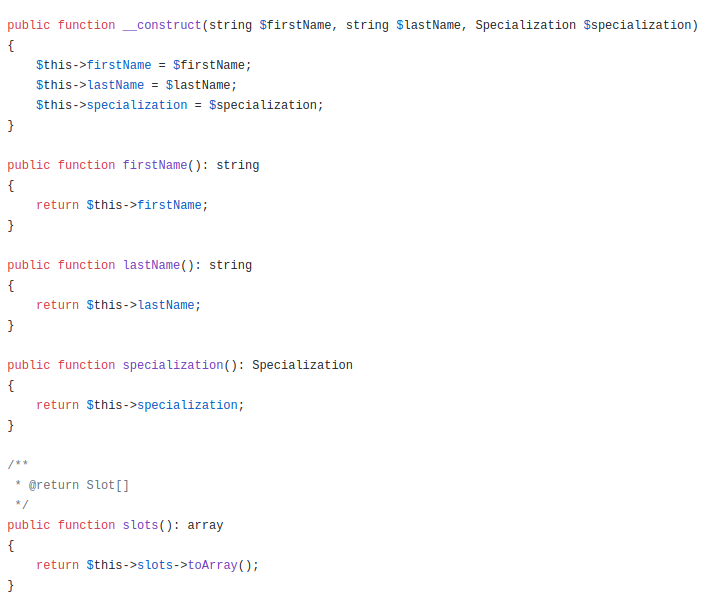 public function __construct(string $firstName, string $lastName, Specialization $specialization)
{
    $this->firstName = $firstName;
    $this->lastName = $lastName;
    $this->specialization = $specialization;
}

public function firstName(): string
{
    return $this->firstName;
}

public function lastName(): string
{
    return $this->lastName;
}

public function specialization(): Specialization
{
    return $this->specialization;
}

/**
 * @return Slot[]
 */
public function slots(): array
{
    return $this->slots->toArray();
}